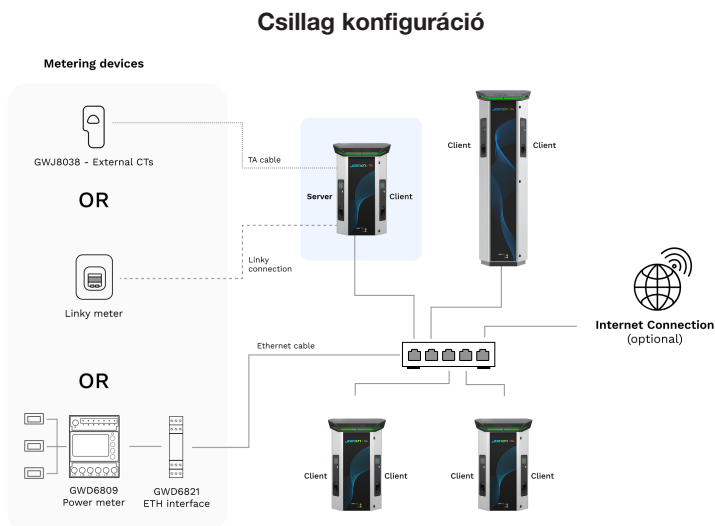 Csillag konfiguráció
Metering devices
GWJ8038 - External CTs
TA cable
OR
Server
Client
Client
Client
Linky
connection
Linky meter
Ethernet cable
Internet Connection
(optional)
OR
GWD6809
Power meter
GWD6821
ETH interface
Client
Client
Client
Client